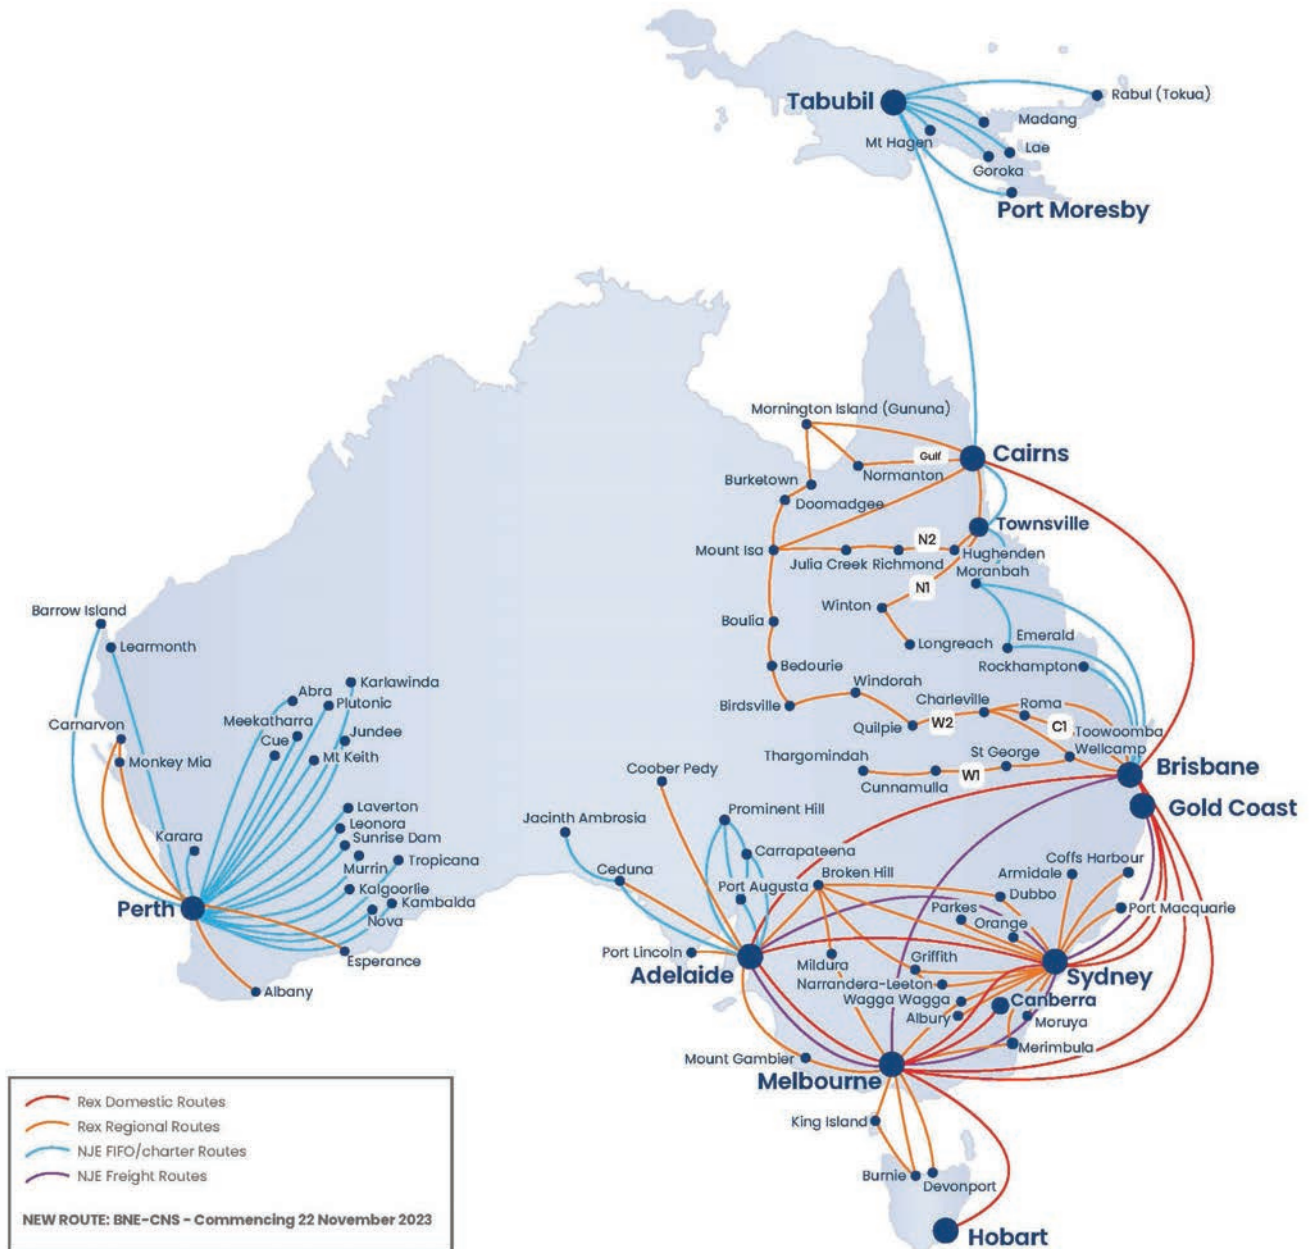 Tabubil
Rabul (Tokua)
Madang
Mt Hagen
Lae
Goroka
Port Moresby
Mornington Island (Gununa)
Gulf
Cairns
Normanton
Burketown
Doomadgee
Townsville
N2
Mount Isa
Hughenden
Julia Creek
Richmond
Moranbah
N1
Barrow Island
Winton
Learmonth
Boulia
Emerald
Longreach
Rockhampton
Bedourie
Karlawinda
Abra
Windorah
Plutonic
Charleville
Roma
Birdsville
Meekatharra
Carnarvon
Quilpie
W2
C1
Jundee
Toowoomba
Wellcamp
Cue
St George
Mt Keith
Thargomindah
Monkey Mia
Coober Pedy
Brisbane
W1
Cunnamulla
Laverton
Prominent Hill
Gold Coast
Jacinth Ambrosia
Leonora
Sunrise Dam
Karara
Carrapateena
Coffs Harbour
Murrin
Tropicana
Ceduna
Broken Hill
Armidale
Port Augusta
Kalgoorlie
Dubbo
Kambalda
Perth
Parkes
Port Macquarie
Nova
Orange
Port Lincoln
Griffith
Esperance
Mildura
Adelaide
Sydney
Narrandera-Leeton
Albany
Wagga Wagga
Canberra
Albury
Moruya
Merimbula
Mount Gambier
Melbourne
Rex Domestic Routes
King Island
Rex Regional Routes
NJE FIFO/charter Routes
NJE Freight Routes
Burnie
Devonport
NEW ROUTE: BNE-CNS - Commencing 22 November 2023
Hobart